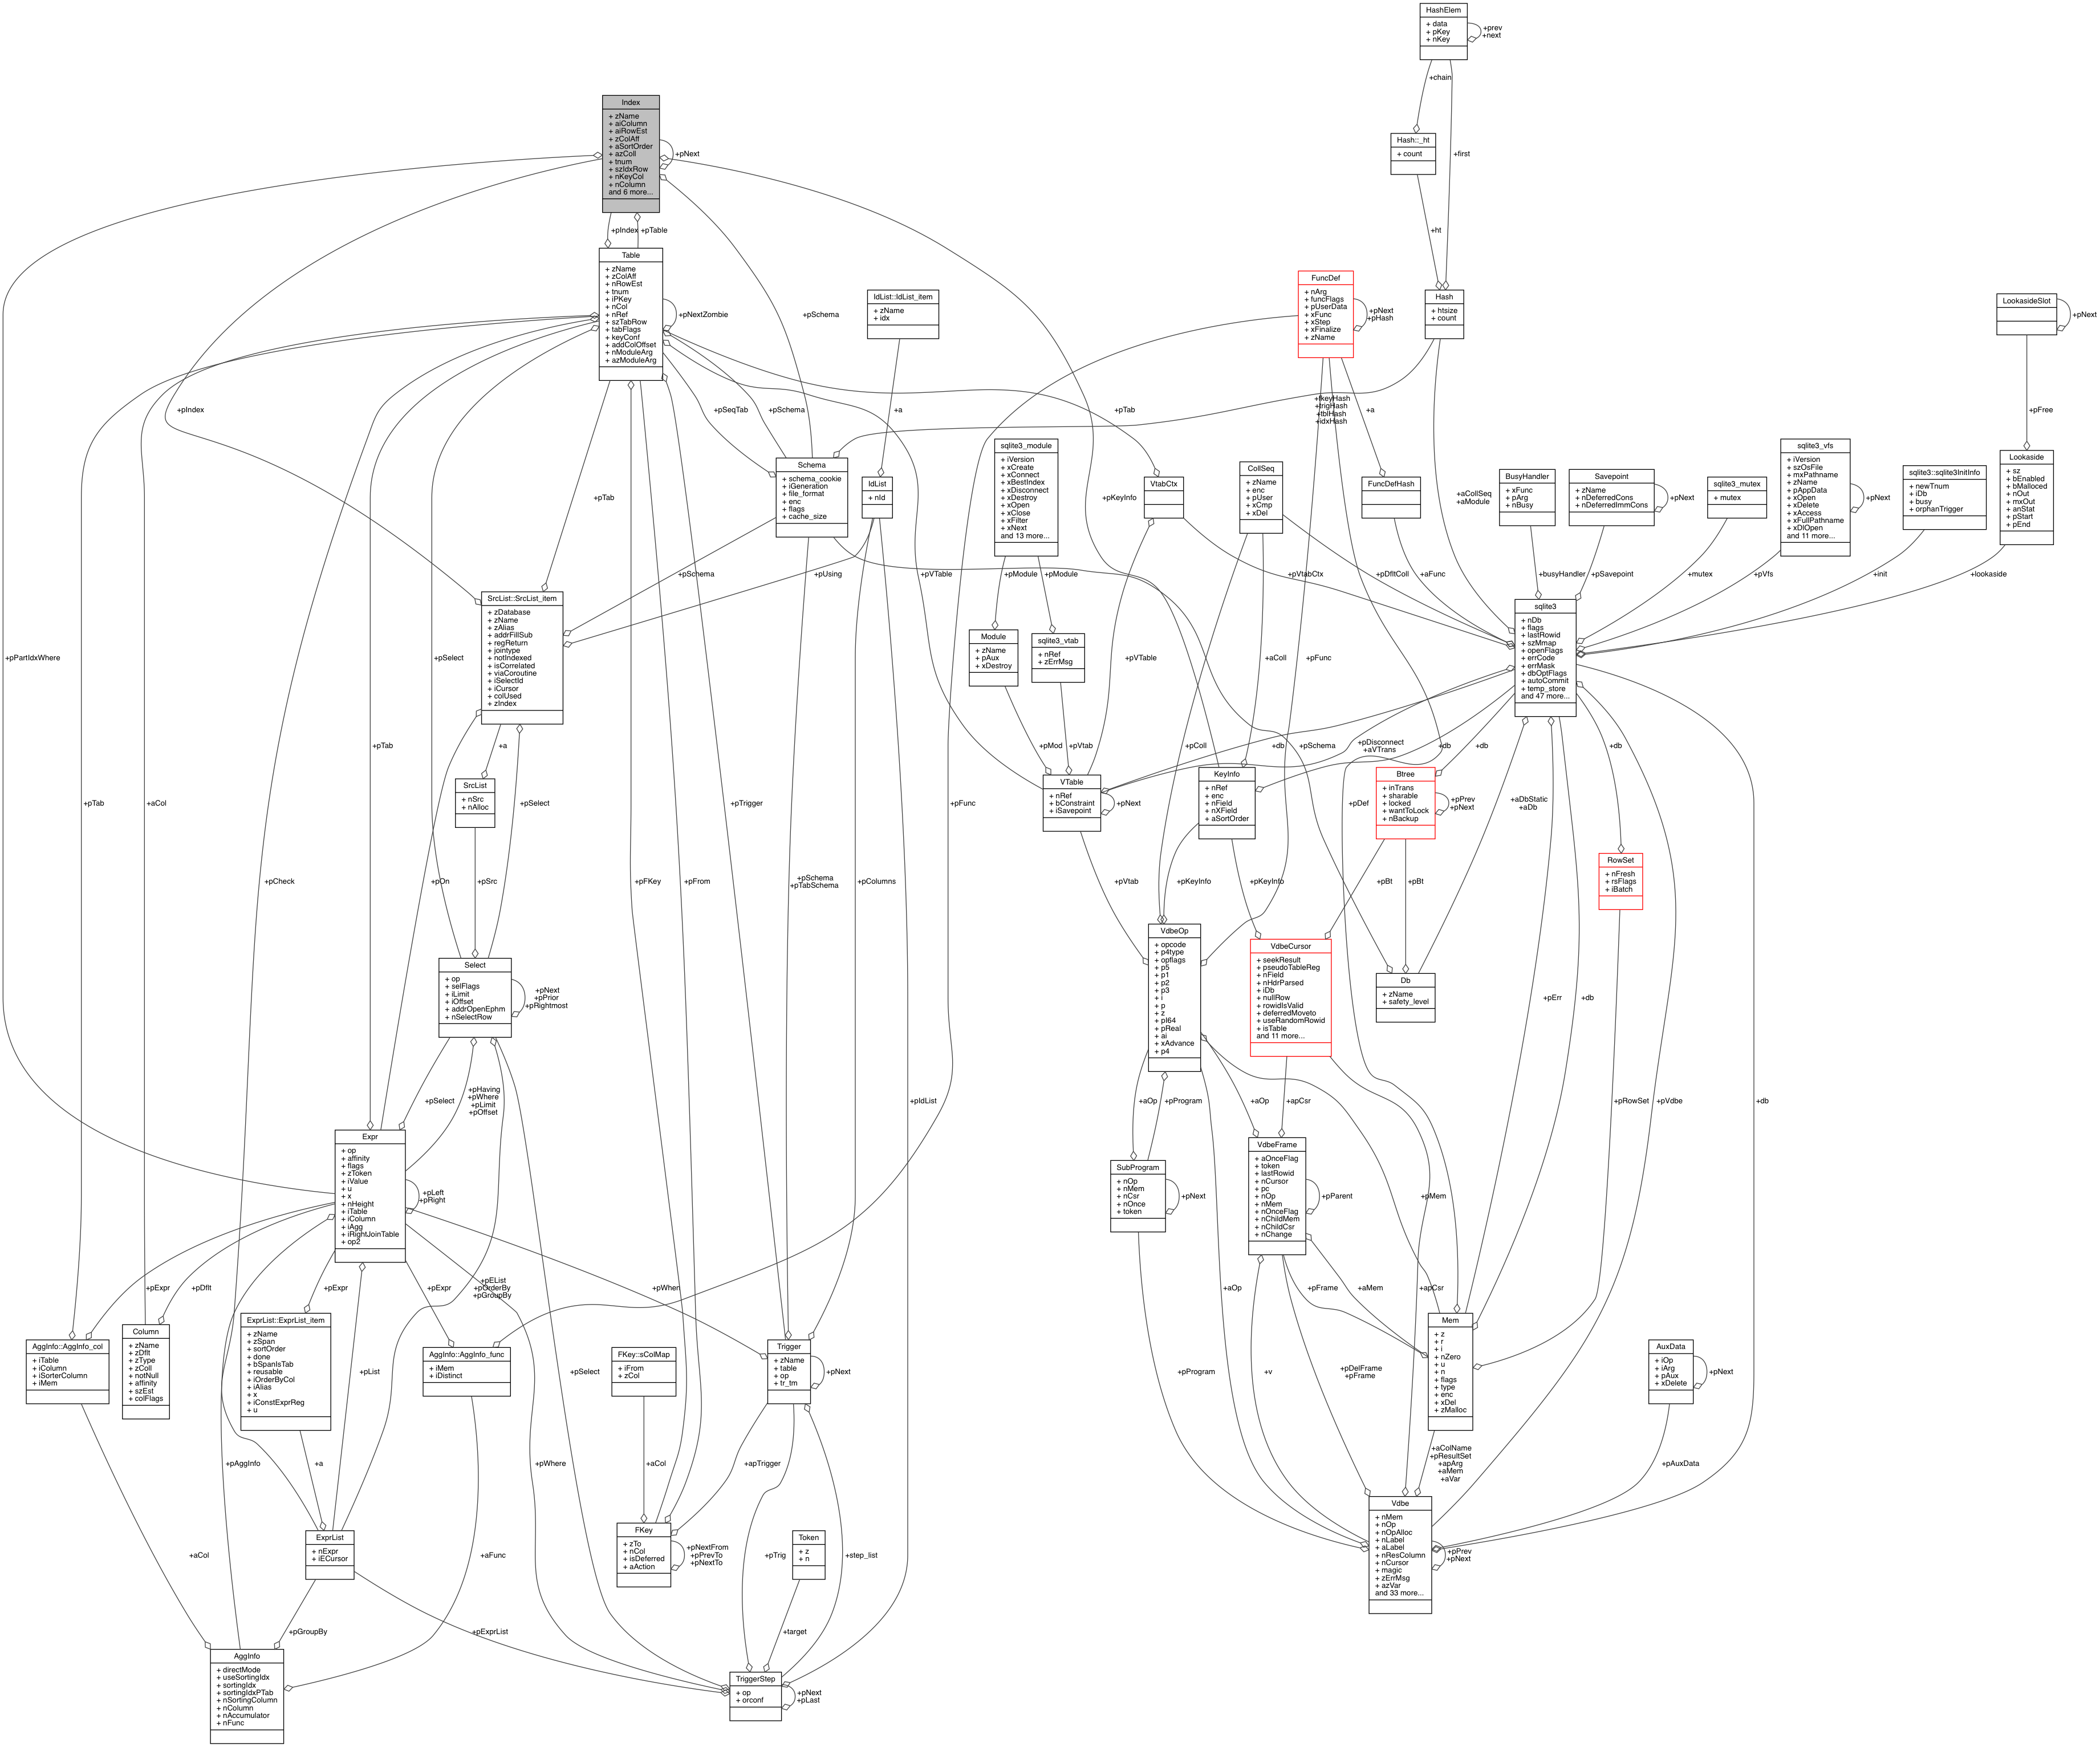 HashElem
+ data
+ pKey
+ nKey
+prev
+next
+chain
Index
+ zName
+ aiColumn
+ aiRowEst
+ zColAff
+ aSortOrder
+ azColl
+ tnum
+ szIdxRow
+ nKeyCol
+ nColumn
and 6 more...
+pNext
Hash::_ht
+ count
+first
+ht
+pIndex
+pTable
Table
+ zName
+ zColAff
+ nRowEst
+ tnum
+ iPKey
+ nCol
+ nRef
+ szTabRow
+ tabFlags
+ keyConf
+ addColOffset
+ nModuleArg
+ azModuleArg
+pNextZombie
+pSchema
IdList::IdList_item
+ zName
+ idx
FuncDef
+ nArg
+ funcFlags
+ pUserData
+ xFunc
+ xStep
+ xFinalize
+ zName
+pNext
+pHash
Hash
+ htsize
+ count
LookasideSlot
+pNext
+fkeyHash
+trigHash
+tblHash
+idxHash
+pIndex
+pSeqTab
+pSchema
+a
+pTab
+a
+pFree
Schema
+ schema_cookie
+ iGeneration
+ file_format
+ enc
+ flags
+ cache_size
IdList
+ nId
sqlite3_module
+ iVersion
+ xCreate
+ xConnect
+ xBestIndex
+ xDisconnect
+ xDestroy
+ xOpen
+ xClose
+ xFilter
+ xNext
and 13 more...
+pKeyInfo
VtabCtx
CollSeq
+ zName
+ enc
+ pUser
+ xCmp
+ xDel
FuncDefHash
+aCollSeq
+aModule
BusyHandler
+ xFunc
+ pArg
+ nBusy
Savepoint
+ zName
+ nDeferredCons
+ nDeferredImmCons
+pNext
sqlite3_mutex
+ mutex
sqlite3_vfs
+ iVersion
+ szOsFile
+ mxPathname
+ zName
+ pAppData
+ xOpen
+ xDelete
+ xAccess
+ xFullPathname
+ xDlOpen
and 11 more...
+pNext
sqlite3::sqlite3InitInfo
+ newTnum
+ iDb
+ busy
+ orphanTrigger
Lookaside
+ sz
+ bEnabled
+ bMalloced
+ nOut
+ mxOut
+ anStat
+ pStart
+ pEnd
+pTab
+pSchema
+pUsing
+pVTable
+pModule
+pModule
+pVtabCtx
+pDfltColl
+aFunc
+busyHandler
+pSavepoint
+mutex
+pVfs
+init
+lookaside
SrcList::SrcList_item
+ zDatabase
+ zName
+ zAlias
+ addrFillSub
+ regReturn
+ jointype
+ notIndexed
+ isCorrelated
+ viaCoroutine
+ iSelectId
+ iCursor
+ colUsed
+ zIndex
Module
+ zName
+ pAux
+ xDestroy
sqlite3_vtab
+ nRef
+ zErrMsg
sqlite3
+ nDb
+ flags
+ lastRowid
+ szMmap
+ openFlags
+ errCode
+ errMask
+ dbOptFlags
+ autoCommit
+ temp_store
and 47 more...
+pPartIdxWhere
+pSelect
+pVTable
+aColl
+pFunc
+pTab
+a
+pMod
+pVtab
+pColl
+db
+pSchema
+pDisconnect
+aVTrans
+db
+db
+db
SrcList
+ nSrc
+ nAlloc
+pSelect
+pTab
+aCol
+pTrigger
+pFunc
VTable
+ nRef
+ bConstraint
+ iSavepoint
+pNext
KeyInfo
+ nRef
+ enc
+ nField
+ nXField
+ aSortOrder
+pDef
Btree
+ inTrans
+ sharable
+ locked
+ wantToLock
+ nBackup
+pPrev
+pNext
+aDbStatic
+aDb
RowSet
+ nFresh
+ rsFlags
+ iBatch
+pCheck
+pOn
+pSrc
+pFKey
+pFrom
+pSchema
+pTabSchema
+pColumns
+pVtab
+pKeyInfo
+pKeyInfo
+pBt
+pBt
Select
+ op
+ selFlags
+ iLimit
+ iOffset
+ addrOpenEphm
+ nSelectRow
+pNext
+pPrior
+pRightmost
VdbeOp
+ opcode
+ p4type
+ opflags
+ p5
+ p1
+ p2
+ p3
+ i
+ p
+ z
+ pI64
+ pReal
+ ai
+ xAdvance
+ p4
VdbeCursor
+ seekResult
+ pseudoTableReg
+ nField
+ nHdrParsed
+ iDb
+ nullRow
+ rowidIsValid
+ deferredMoveto
+ useRandomRowid
+ isTable
and 11 more...
Db
+ zName
+ safety_level
+pErr
+db
+pSelect
+pHaving
+pWhere
+pLimit
+pOffset
+pIdList
+aOp
+pProgram
+aOp
+apCsr
+pRowSet
+pVdbe
+db
Expr
+ op
+ affinity
+ flags
+ zToken
+ iValue
+ u
+ x
+ nHeight
+ iTable
+ iColumn
+ iAgg
+ iRightJoinTable
+ op2
+pLeft
+pRight
SubProgram
+ nOp
+ nMem
+ nCsr
+ nOnce
+ token
+pNext
VdbeFrame
+ aOnceFlag
+ token
+ lastRowid
+ nCursor
+ pc
+ nOp
+ nMem
+ nOnceFlag
+ nChildMem
+ nChildCsr
+ nChange
+pParent
+pMem
+pExpr
+pDflt
+pExpr
+pExpr
+pEList
+pOrderBy
+pGroupBy
+pWhen
+aOp
+pFrame
+aMem
+apCsr
AggInfo::AggInfo_col
+ iTable
+ iColumn
+ iSorterColumn
+ iMem
Column
+ zName
+ zDflt
+ zType
+ zColl
+ notNull
+ affinity
+ szEst
+ colFlags
ExprList::ExprList_item
+ zName
+ zSpan
+ sortOrder
+ done
+ bSpanIsTab
+ reusable
+ iOrderByCol
+ iAlias
+ x
+ iConstExprReg
+ u
+pList
AggInfo::AggInfo_func
+ iMem
+ iDistinct
+pSelect
FKey::sColMap
+ iFrom
+ zCol
Trigger
+ zName
+ table
+ op
+ tr_tm
+pNext
+pProgram
+v
+pDelFrame
+pFrame
Mem
+ z
+ r
+ i
+ nZero
+ u
+ n
+ flags
+ type
+ enc
+ xDel
+ zMalloc
AuxData
+ iOp
+ iArg
+ pAux
+ xDelete
+pNext
+pAggInfo
+a
+pWhere
+aCol
+apTrigger
+aColName
+pResultSet
+apArg
+aMem
+aVar
+pAuxData
+aCol
ExprList
+ nExpr
+ iECursor
+aFunc
FKey
+ zTo
+ nCol
+ isDeferred
+ aAction
+pNextFrom
+pPrevTo
+pNextTo
+pTrig
Token
+ z
+ n
+step_list
Vdbe
+ nMem
+ nOp
+ nOpAlloc
+ nLabel
+ aLabel
+ nResColumn
+ nCursor
+ magic
+ zErrMsg
+ azVar
and 33 more...
+pPrev
+pNext
+pGroupBy
+pExprList
+target
AggInfo
+ directMode
+ useSortingIdx
+ sortingIdx
+ sortingIdxPTab
+ nSortingColumn
+ nColumn
+ nAccumulator
+ nFunc
TriggerStep
+ op
+ orconf
+pNext
+pLast